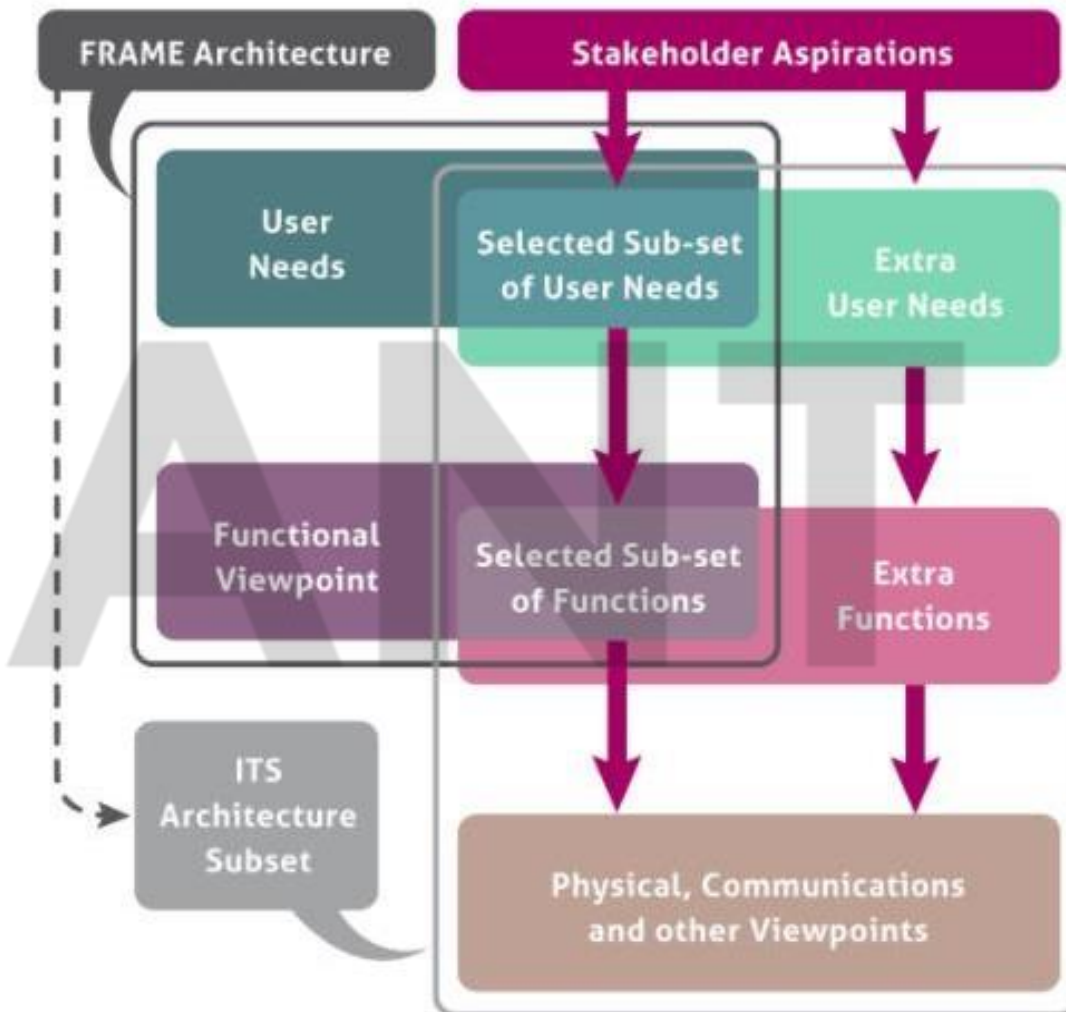 FRAME Architecture
Stakeholder Aspirations
User
Needs
Selected Sub-set
of User Needs
Extra
User Needs
Functional
Viewpoint
Selected Sub-set
of Functions
Extra
Functions
ITS
Architecture
Subset
Physical, Communications
and other Viewpoints
ANT